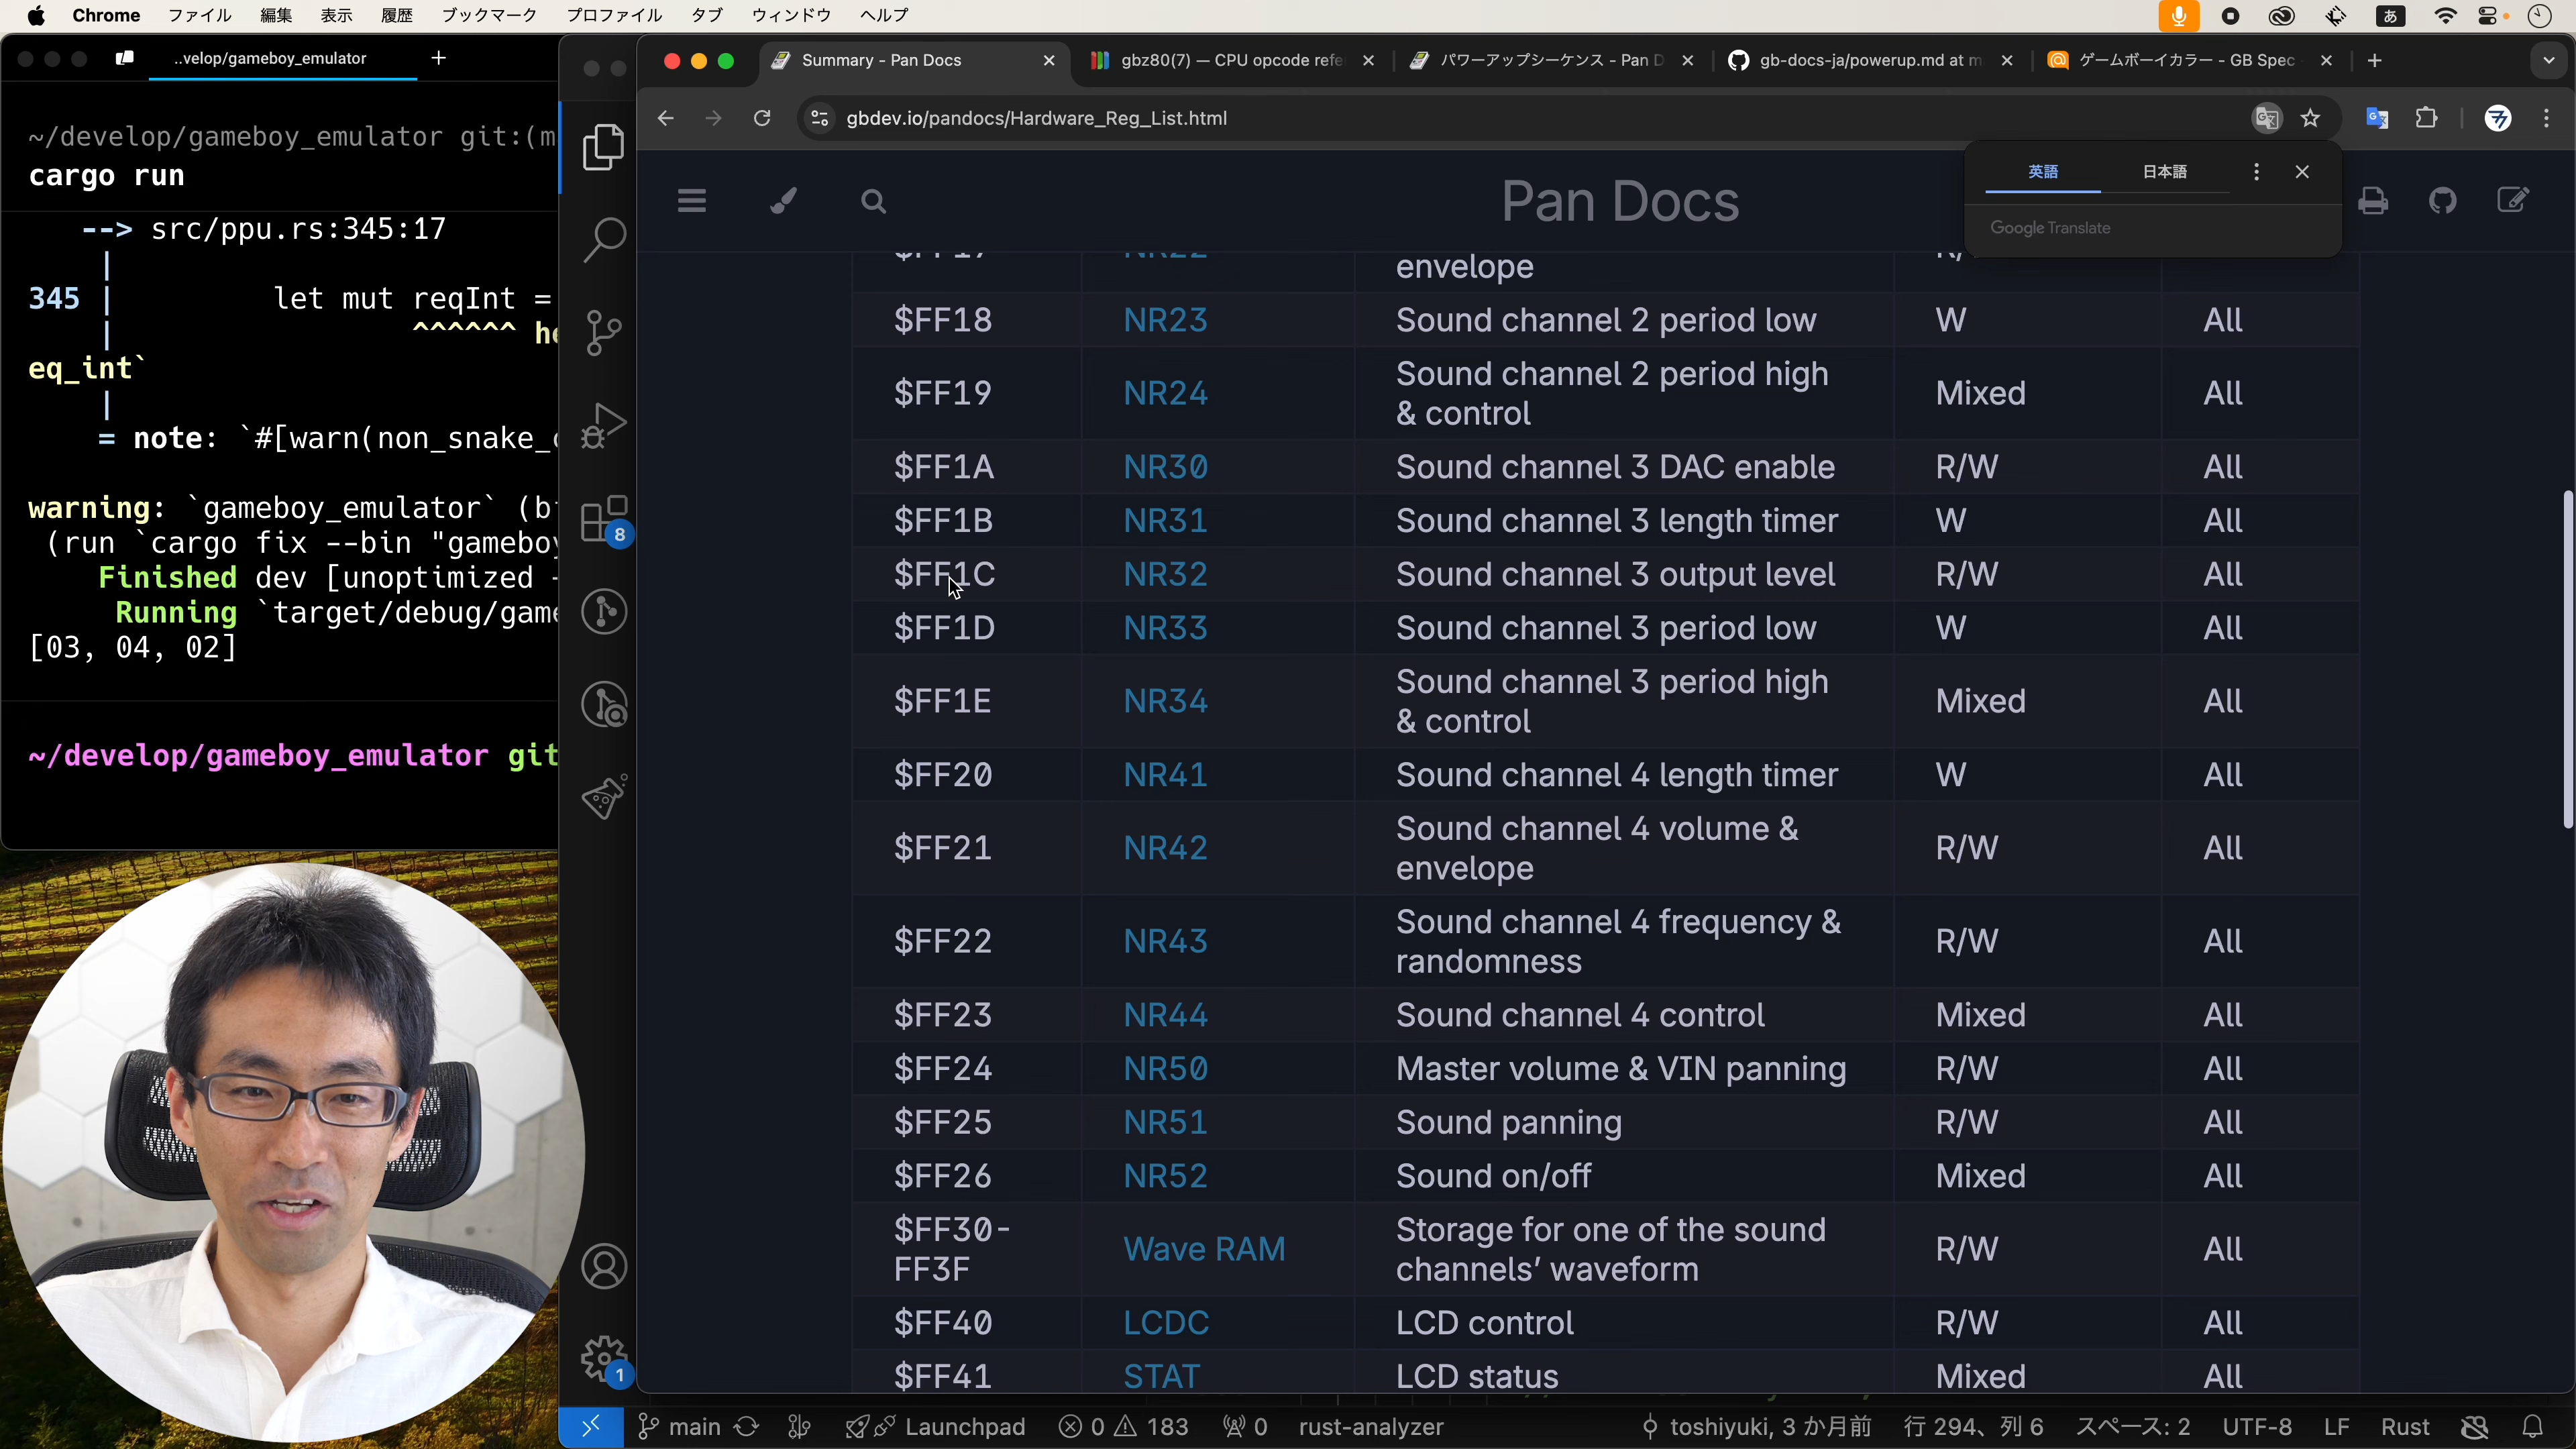 Chrome ファイル 編集 表示 履歴 ブックマーク プロファイル タブ ウィンドウ ヘルプ あ
..velop/gameboy_emulator
~/develop/gameboy_emulator git:(m
cargo run
--> src/ppu.rs:345:17
|
345 | let mut reqInt =
| ^^^^^^ he
eq_int`
|
= note: `#[warn(non_snake_c
warning: `gameboy_emulator` (bi
(run `cargo fix --bin "gameboy
Finished dev [unoptimized +
Running `target/debug/game
[03, 04, 02]
~/develop/gameboy_emulator git
8
1
Summary - Pan Docs
gbz80(7) — CPU opcode refe
パワーアップシーケンス - Pan D
gb-docs-ja/powerup.md at m
ゲームボーイカラー - GB Spec
gbdev.io/pandocs/Hardware_Reg_List.html
Pan Docs
英語 日本語
Google Translate
envelope
$FF18 NR23 Sound channel 2 period low W All
$FF19 NR24 Sound channel 2 period high & control Mixed All
$FF1A NR30 Sound channel 3 DAC enable R/W All
$FF1B NR31 Sound channel 3 length timer W All
$FF1C NR32 Sound channel 3 output level R/W All
$FF1D NR33 Sound channel 3 period low W All
$FF1E NR34 Sound channel 3 period high & control Mixed All
$FF20 NR41 Sound channel 4 length timer W All
$FF21 NR42 Sound channel 4 volume & envelope R/W All
$FF22 NR43 Sound channel 4 frequency & randomness R/W All
$FF23 NR44 Sound channel 4 control Mixed All
$FF24 NR50 Master volume & VIN panning R/W All
$FF25 NR51 Sound panning R/W All
$FF26 NR52 Sound on/off Mixed All
$FF30-FF3F Wave RAM Storage for one of the sound channels’ waveform R/W All
$FF40 LCDC LCD control R/W All
$FF41 STAT LCD status Mixed All
main Launchpad 0 183 0 rust-analyzer toshiyuki, 3 か月前 行 294、列 6 スペース: 2 UTF-8 LF Rust